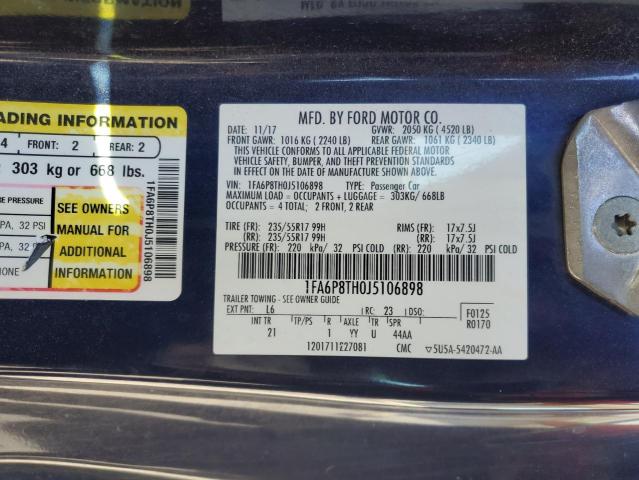 ADING INFORMATION
4 FRONT: 2 REAR: 2
303 kg or 668 lbs.
PRESSURE
PA, 32 PSI
PA, 32
HONE
SEE OWNERS
MANUAL FOR
ADDITIONAL
INFORMATION
1FA6P8TH0J5106898
MFD. BY FORD MOTOR CO.
DATE: 11/17 GVWR: 2050 KG ( 4520 LB)
FRONT GAWR: 1016 KG ( 2240 LB) REAR GAWR: 1061 KG ( 2340 LB)
THIS VEHICLE CONFORMS TO ALL APPLICABLE FEDERAL MOTOR
VEHICLE SAFETY, BUMPER, AND THEFT PREVENTION STANDARDS
IN EFFECT ON THE DATE OF MANUFACTURE SHOWN ABOVE.
VIN: 1FA6P8TH0J5106898 TYPE: Passenger Car
MAXIMUM LOAD = OCCUPANTS + LUGGAGE = 303KG/ 668LB
OCCUPANTS = 4 TOTAL; 2 FRONT, 2 REAR
TIRE (FR): 235/55R17 99H RIMS (FR): 17x7.5J
(RR): 235/55R17 99H (RR): 17x7.5J
PRESSURE (FR): 220 kPa/ 32 PSI COLD (RR): 220 kPa/ 32 PSI COLD
1FA6P8TH0J5106898
TRAILER TOWING - SEE OWNER GUIDE
EXT PNT: L6 RC: 23 DSO: F0125
INT TR TP/PS R AXLE TR SPR R0170
21 1 YY U 44AA
CMC 5U5A-5420472-AA